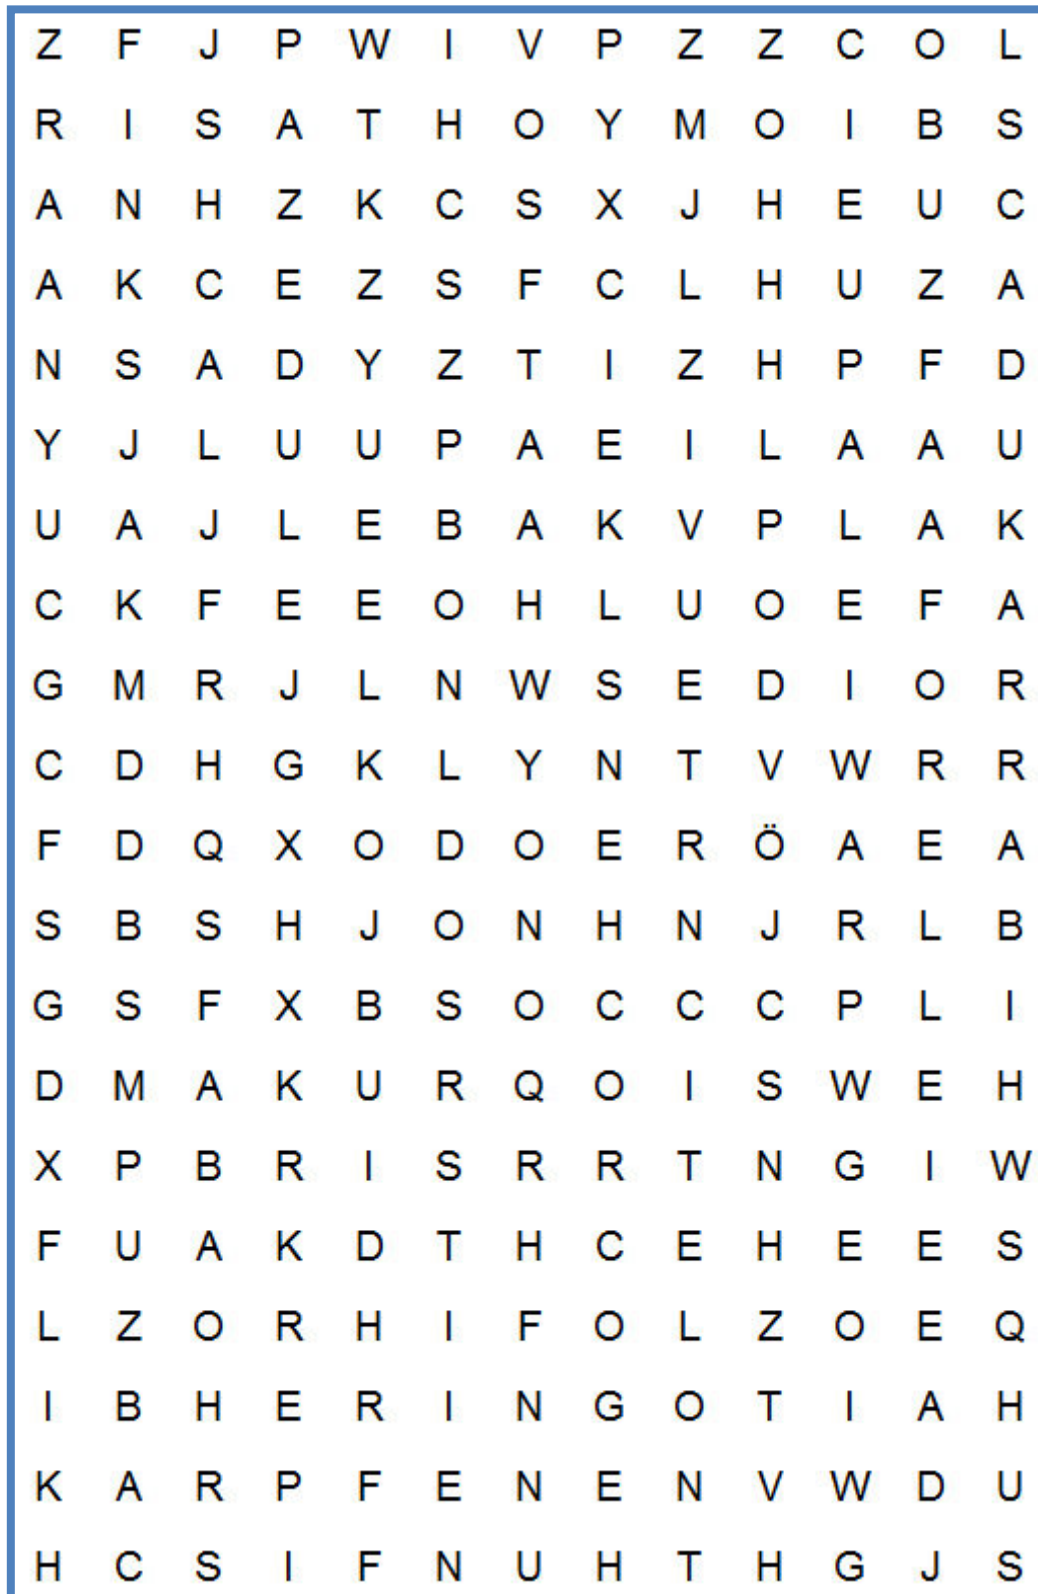 Z F J P W I V P Z Z C O L
R I S A T H O Y M O I B S
A N H Z K C S X J H E U C
A K C E Z S F C L H U Z A
N S A D Y Z T I Z H P F D
Y J L U U P A E I L A A U
U A J L E B A K V P L A K
C K F E E O H L U O E F A
G M R J L N W S E D I O R
C D H G K L Y N T V W R R
F D Q X O D O E R Ö A E A
S B S H J O N H N J R L B
G S F X B S O C C C P L I
D M A K U R Q O I S W E H
X P B R I S R R T N G I W
F U A K D T H C E H E E S
L Z O R H I F O L Z O E Q
I B H E R I N G O T I A H
K A R P F E N E N V W D U
H C S I F N U H T H G J S